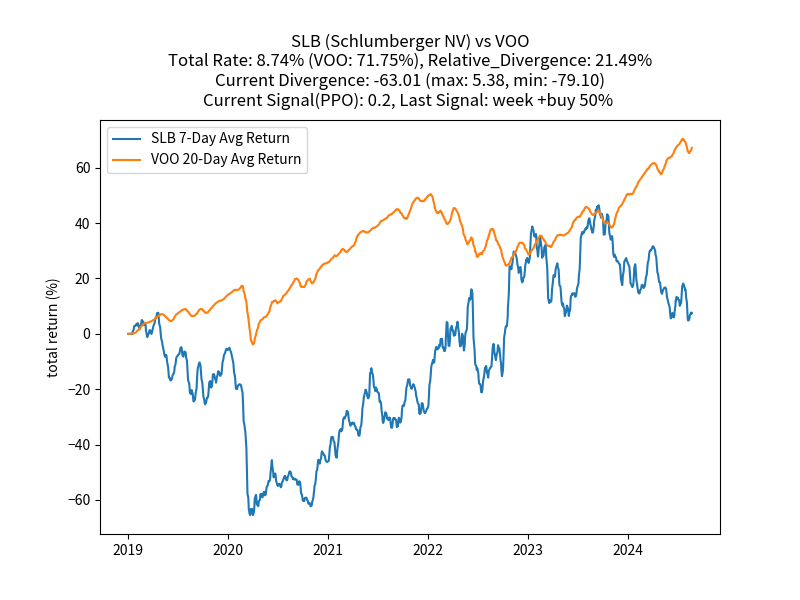 SLB (Schlumberger NV) vs VOO
Total Rate: 8.74% (VOO: 71.75%), Relative_Divergence: 21.49%
Current Divergence: -63.01 (max: 5.38, min: -79.10)
Current Signal(PPO): 0.2, Last Signal: week +buy 50%
SLB 7-Day Avg Return
VOO 20-Day Avg Return
total return (%)
60
40
20
0
−20
−40
−60
2019
2020
2021
2022
2023
2024